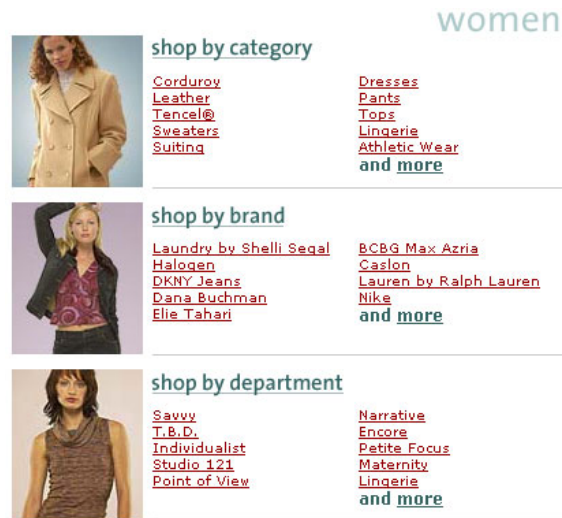 women
shop by category
Corduroy
Leather
Tencel®
Sweaters
Suiting
Dresses
Pants
Tops
Lingerie
Athletic Wear
and more
shop by brand
Laundry by Shelli Segal
Halogen
DKNY Jeans
Dana Buchman
Elie Tahari
BCBG Max Azria
Caslon
Lauren by Ralph Lauren
Nike
and more
shop by department
Savvy
T.B.D.
Individualist
Studio 121
Point of View
Narrative
Encore
Petite Focus
Maternity
Lingerie
and more